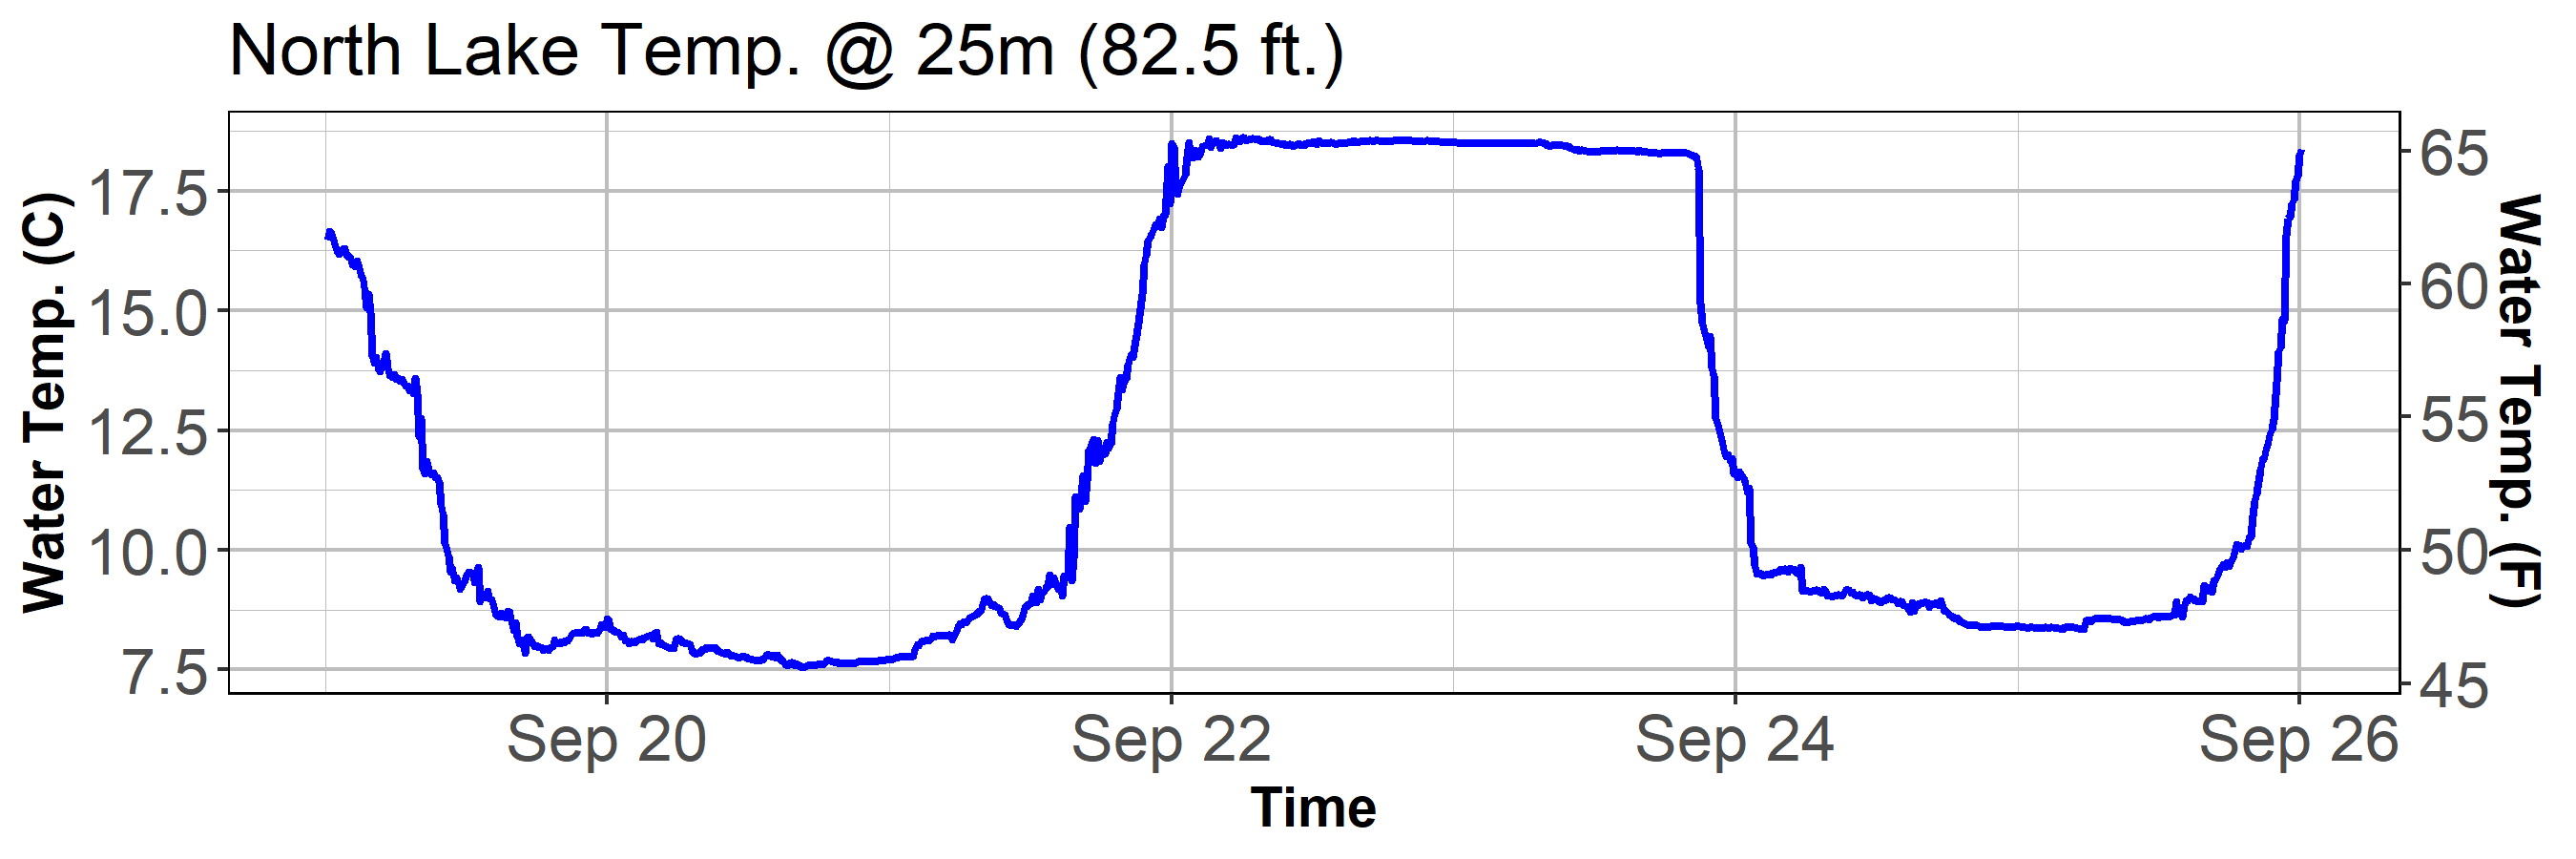 North Lake Temp. @ 25m (82.5 ft.)
Water Temp. (C)
17.5
15.0
12.5
10.0
7.5
65
60
55
50
45
Water Temp. (F)
Sep 20
Sep 22
Sep 24
Sep 26
Time